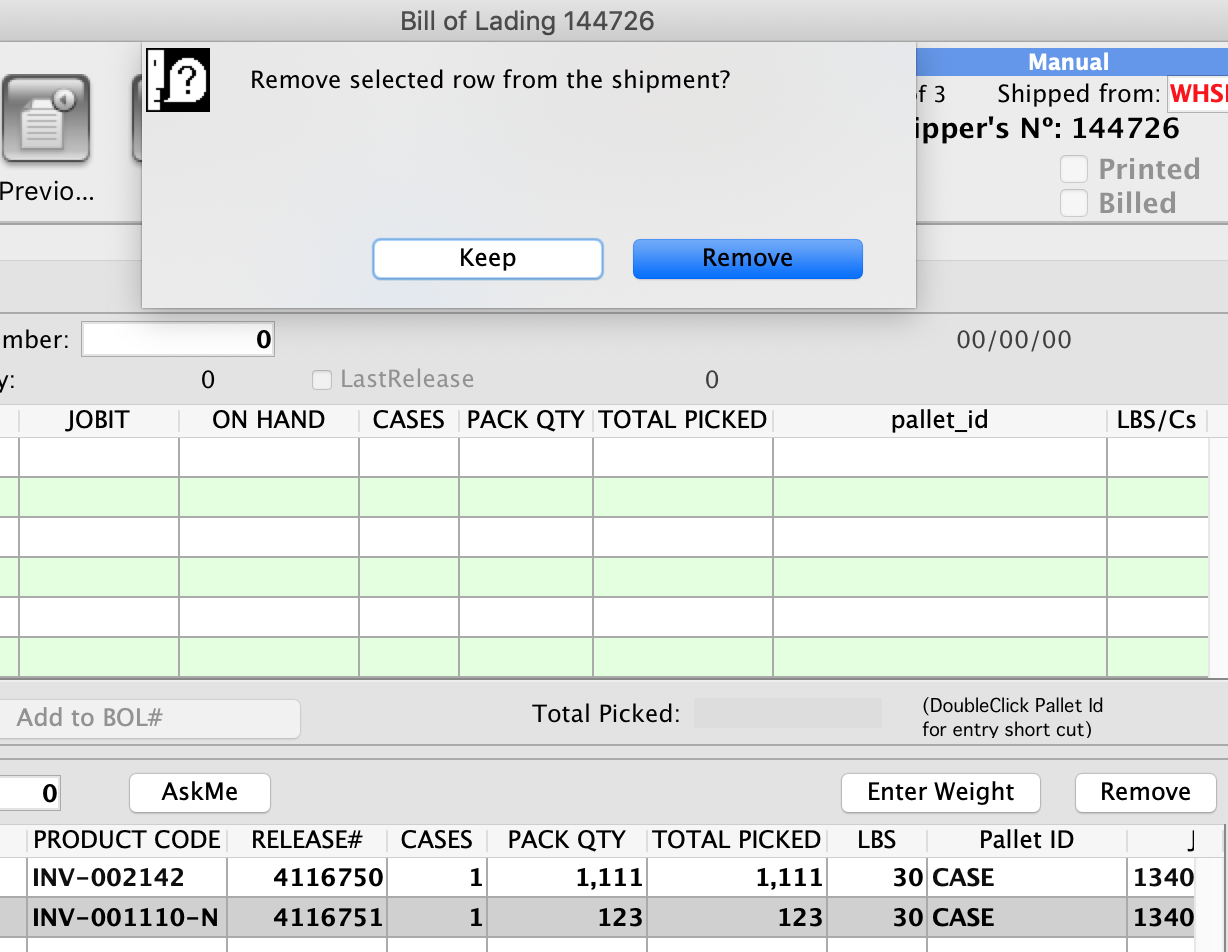 Bill of Lading 144726
Remove selected row from the shipment?
Keep
Remove
Manual
of 3 Shipped from: WHS
ipper's Nº: 144726
Printed
Billed
Previo...
mber: 0 00/00/00
y: 0 LastRelease 0
JOBIT ON HAND CASES PACK QTY TOTAL PICKED pallet_id LBS/Cs
Add to BOL#
Total Picked:
(DoubleClick Pallet Id
for entry short cut)
0 AskMe Enter Weight Remove
PRODUCT CODE RELEASE# CASES PACK QTY TOTAL PICKED LBS Pallet ID J
INV-002142 4116750 1 1,111 1,111 30 CASE 1340
INV-001110-N 4116751 1 123 123 30 CASE 1340